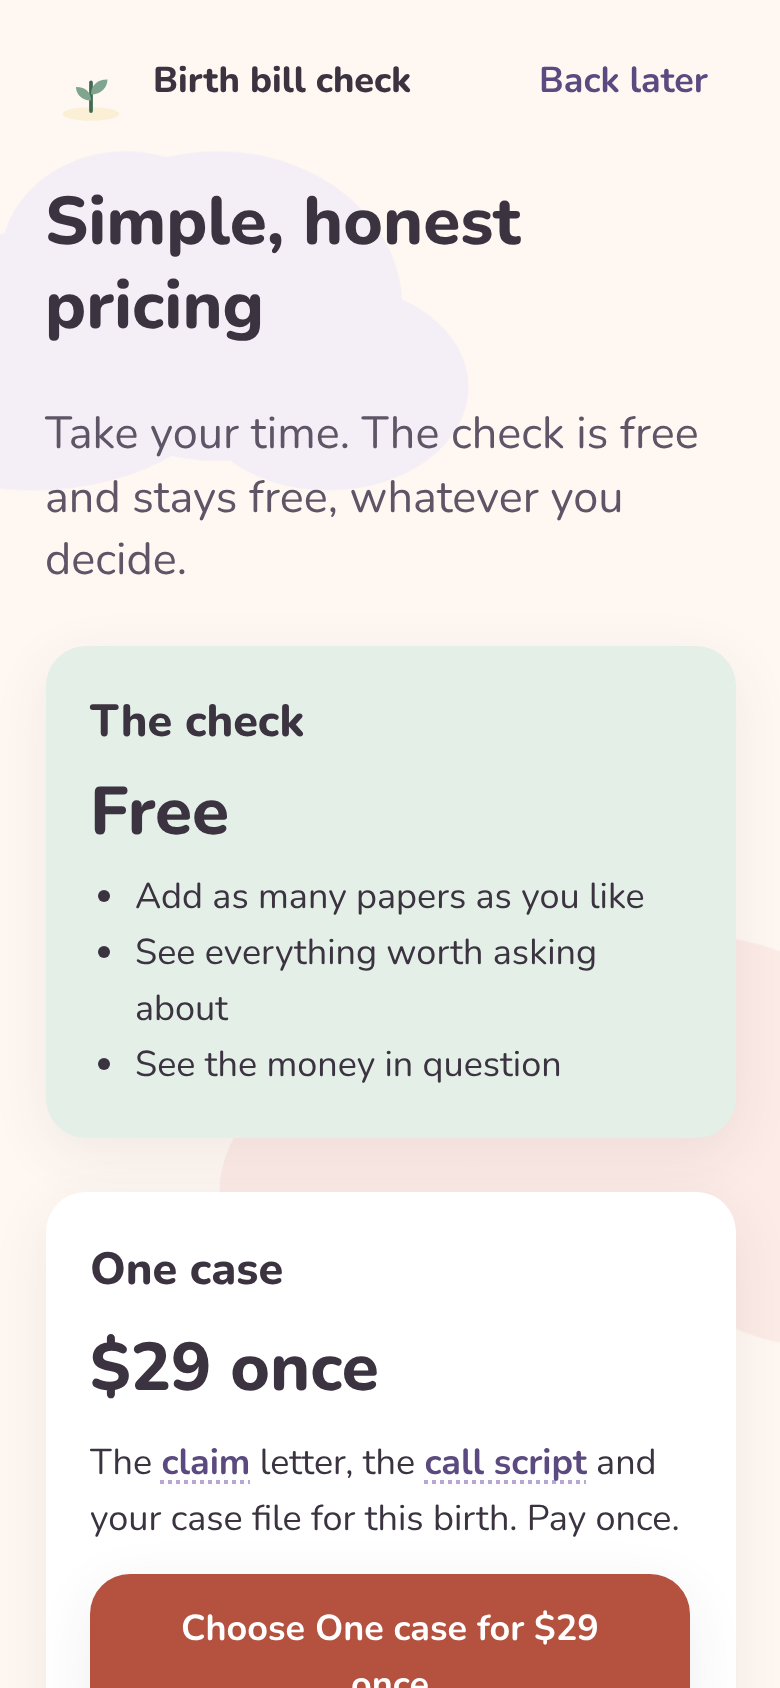 Birth bill check
Back later
Simple, honest
pricing
Take your time. The check is free
and stays free, whatever you
decide.
The check
Free
• Add as many papers as you like
• See everything worth asking
about
• See the money in question
One case
$29 once
The claim letter, the call script and
your case file for this birth. Pay once.
Choose One case for $29
once